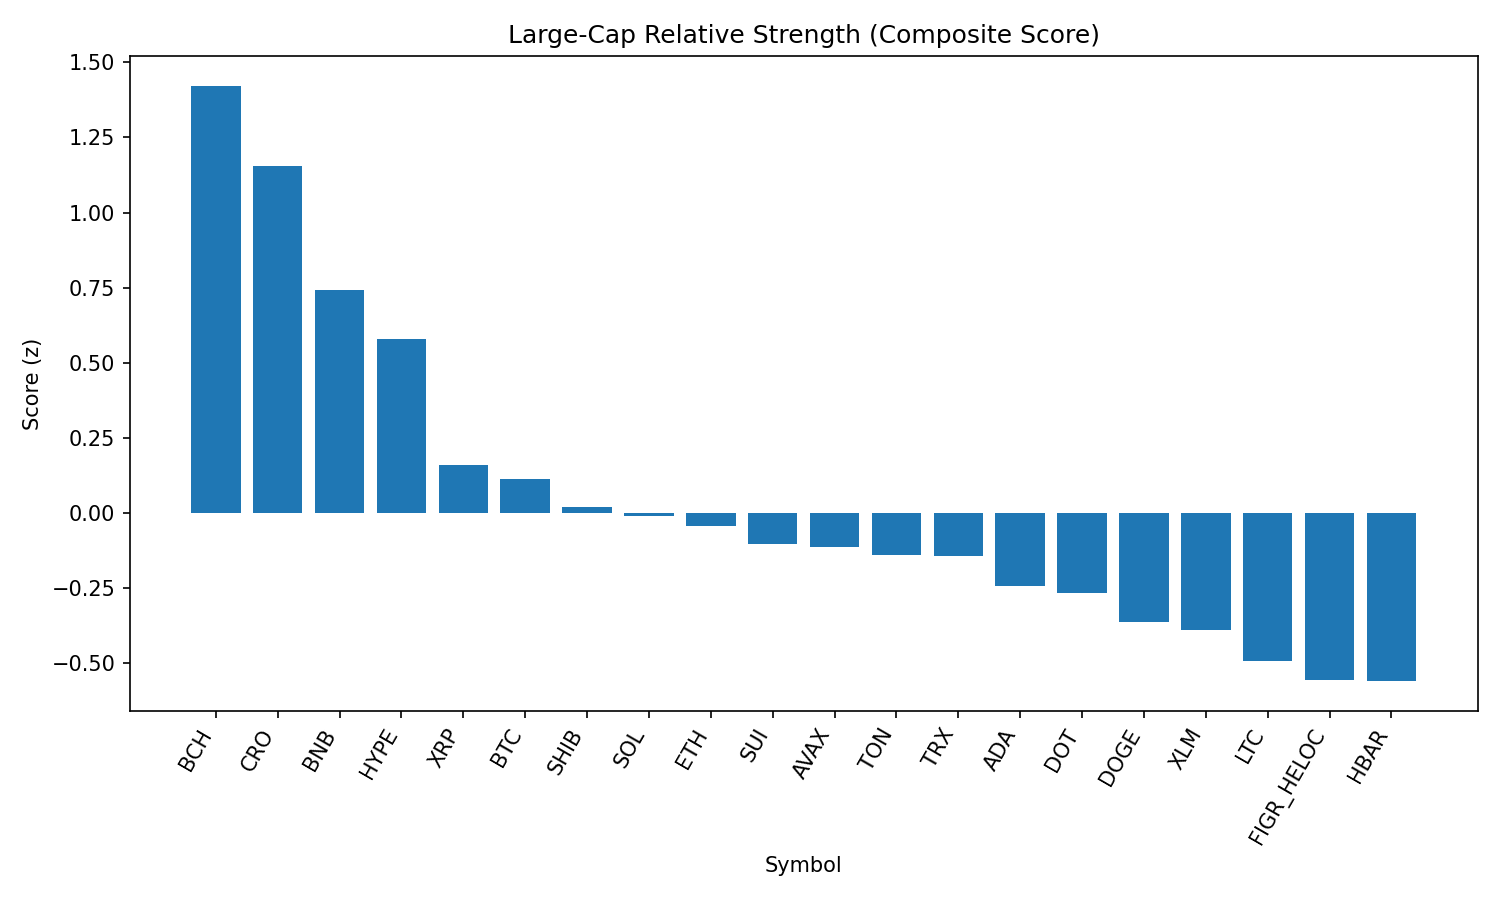 Large-Cap Relative Strength (Composite Score)
1.50
1.25
1.00
0.75
0.50
0.25
0.00
−0.25
−0.50
Score (z)
BCH
CRO
BNB
HYPE
XRP
BTC
SHIB
SOL
ETH
SUI
AVAX
TON
TRX
ADA
DOT
DOGE
XLM
LTC
FIGR_HELOC
HBAR
Symbol